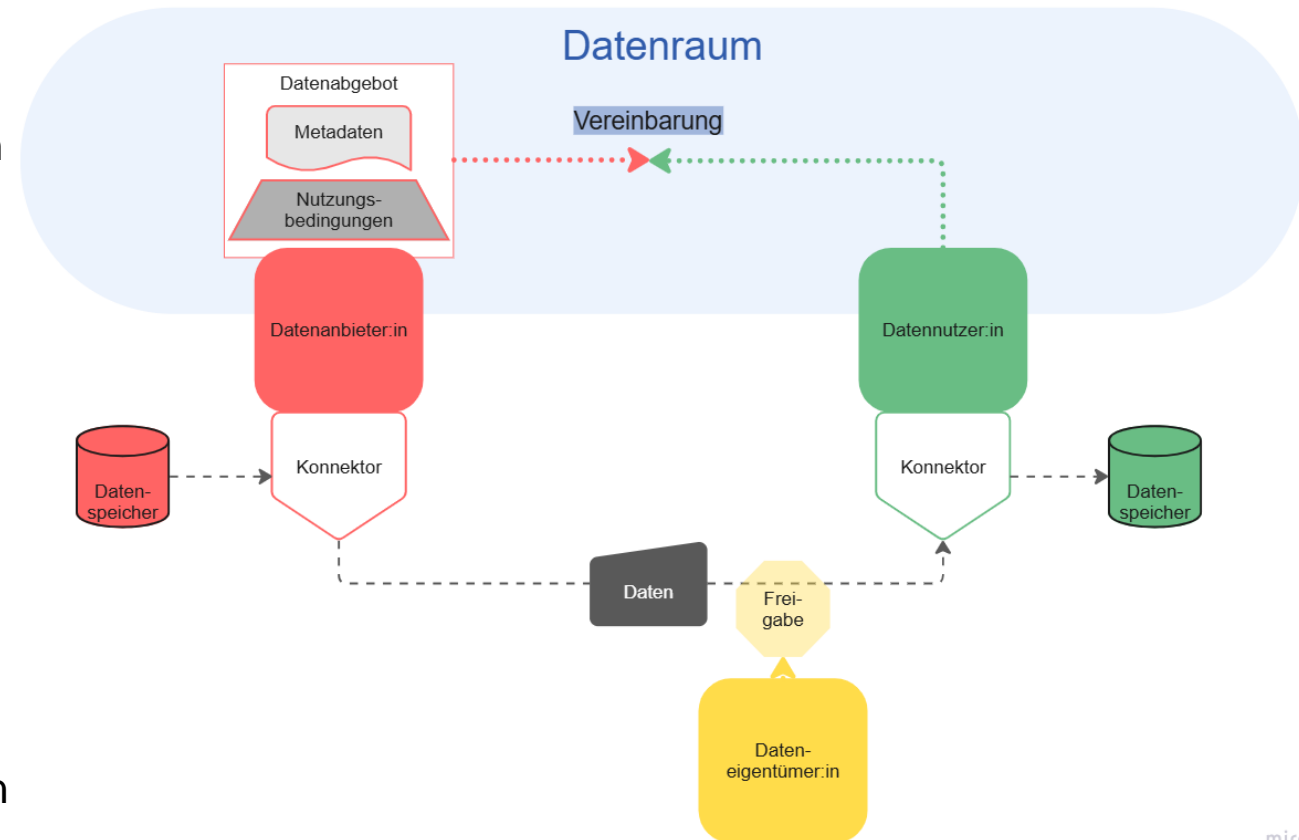 Datenraum
Datenabgebot
Metadaten
Nutzungs-
bedingungen
Vereinbarung
Datenanbieter:in
Datennutzer:in
Konnektor
Konnektor
Daten-
speicher
Daten-
speicher
Daten
Frei-
gabe
Daten-
eigentümer:in
n
n